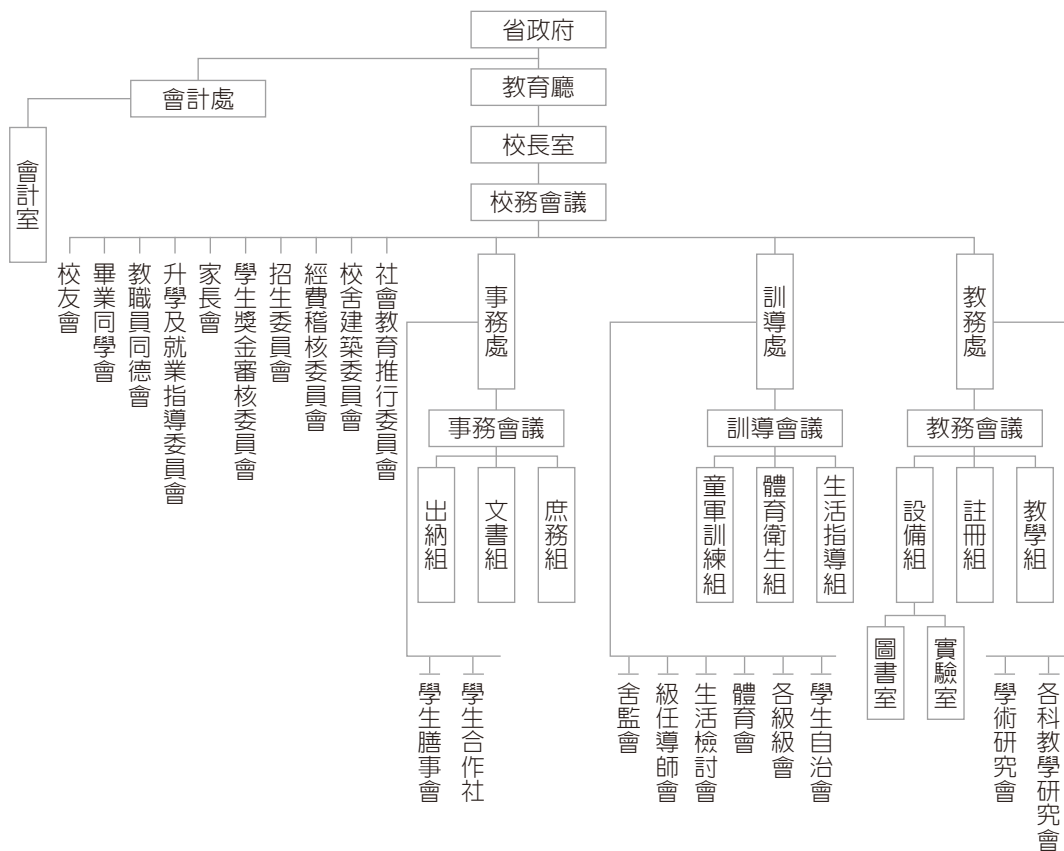 省政府
教育廳
會計處
會計室
校長室
校務會議
校友會
畢業同學會
教職員同德會
升學及就業指導委員會
家長會
學生獎金審核委員會
招生委員會
經費稽核委員會
校舍建築委員會
社會教育推行委員會
事務處
訓導處
教務處
事務會議
訓導會議
教務會議
出納組
文書組
庶務組
童軍訓練組
體育衛生組
生活指導組
設備組
註冊組
教學組
圖書室
實驗室
學生膳事會
學生合作社
舍監會
級任導師會
生活檢討會
體育會
各級級會
學生自治會
學術研究會
各科教學研究會